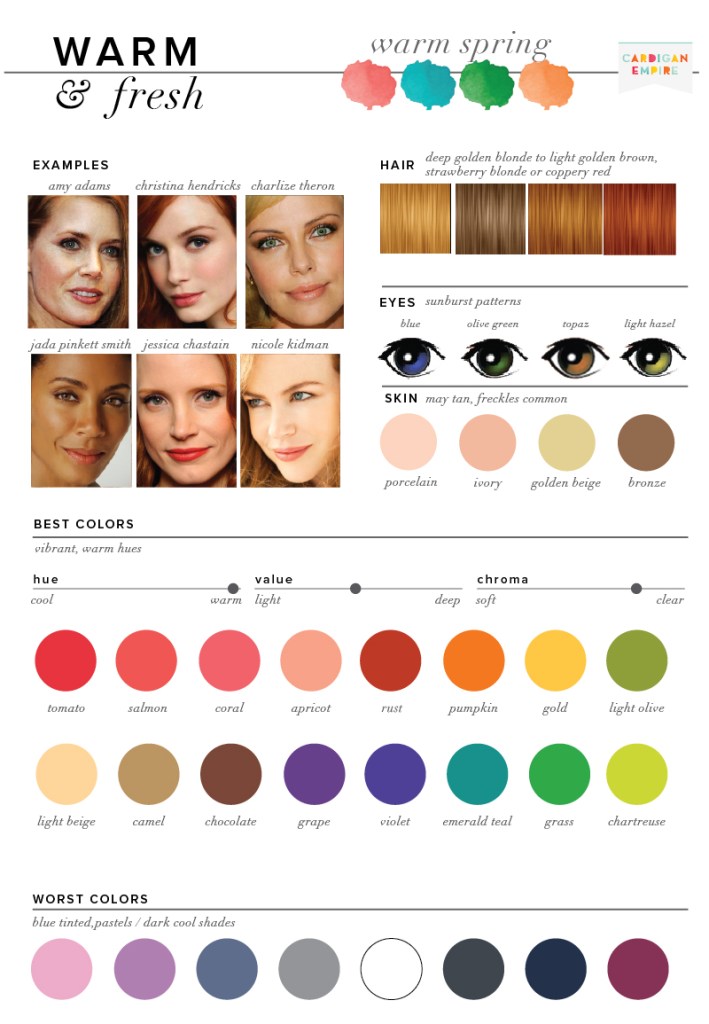 WARM
& fresh
warm spring
CARDIGAN
EMPIRE
EXAMPLES
amy adams
christina hendricks
charlize theron
jada pinkett smith
jessica chastain
nicole kidman
HAIR
deep golden blonde to light golden brown,
strawberry blonde or coppery red
EYES
sunburst patterns
blue
olive green
topaz
light hazel
SKIN
may tan, freckles common
porcelain
ivory
golden beige
bronze
BEST COLORS
vibrant, warm hues
hue
cool
warm
value
light
deep
chroma
soft
clear
tomato
salmon
coral
apricot
rust
pumpkin
gold
light olive
light beige
camel
chocolate
grape
violet
emerald teal
grass
chartreuse
WORST COLORS
blue tinted,pastels / dark cool shades